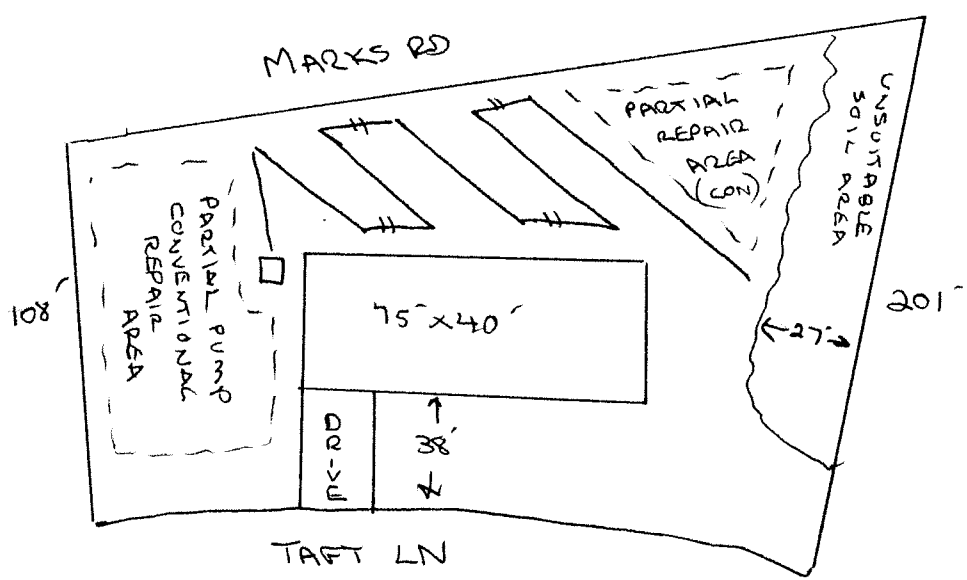 MARKS RD
PARTIAL
REPAIR
AREA
(CON)
UNSUITABLE
SOIL AREA
PARTIAL PUMP
CONVENTIONAL
REPAIR
AREA
108'
75' x 40'
201'
27'
38'
DRIVE
TAFT LN